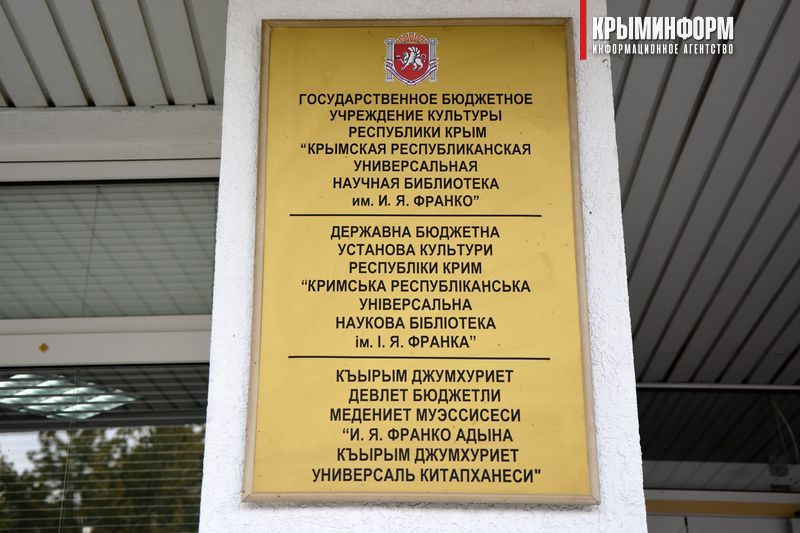 КРЫМИНФОРМ
ИНФОРМАЦИОННОЕ АГЕНТСТВО
ГОСУДАРСТВЕННОЕ БЮДЖЕТНОЕ
УЧРЕЖДЕНИЕ КУЛЬТУРЫ
РЕСПУБЛИКИ КРЫМ
“КРЫМСКАЯ РЕСПУБЛИКАНСКАЯ
УНИВЕРСАЛЬНАЯ
НАУЧНАЯ БИБЛИОТЕКА
им. И. Я. ФРАНКО”
ДЕРЖАВНА БЮДЖЕТНА
УСТАНОВА КУЛЬТУРИ
РЕСПУБЛІКИ КРИМ
“КРИМСЬКА РЕСПУБЛІКАНСЬКА
УНІВЕРСАЛЬНА
НАУКОВА БІБЛІОТЕКА
ім. І. Я. ФРАНКА”
КЪЫРЫМ ДЖУМХУРИЕТ
ДЕВЛЕТ БЮДЖЕТЛИ
МЕДЕНИЕТ МУЭССИСЕСИ
“И. Я. ФРАНКО АДЫНА
КЪЫРЫМ ДЖУМХУРИЕТ
УНИВЕРСАЛЬ КИТАПХАНЕСИ"